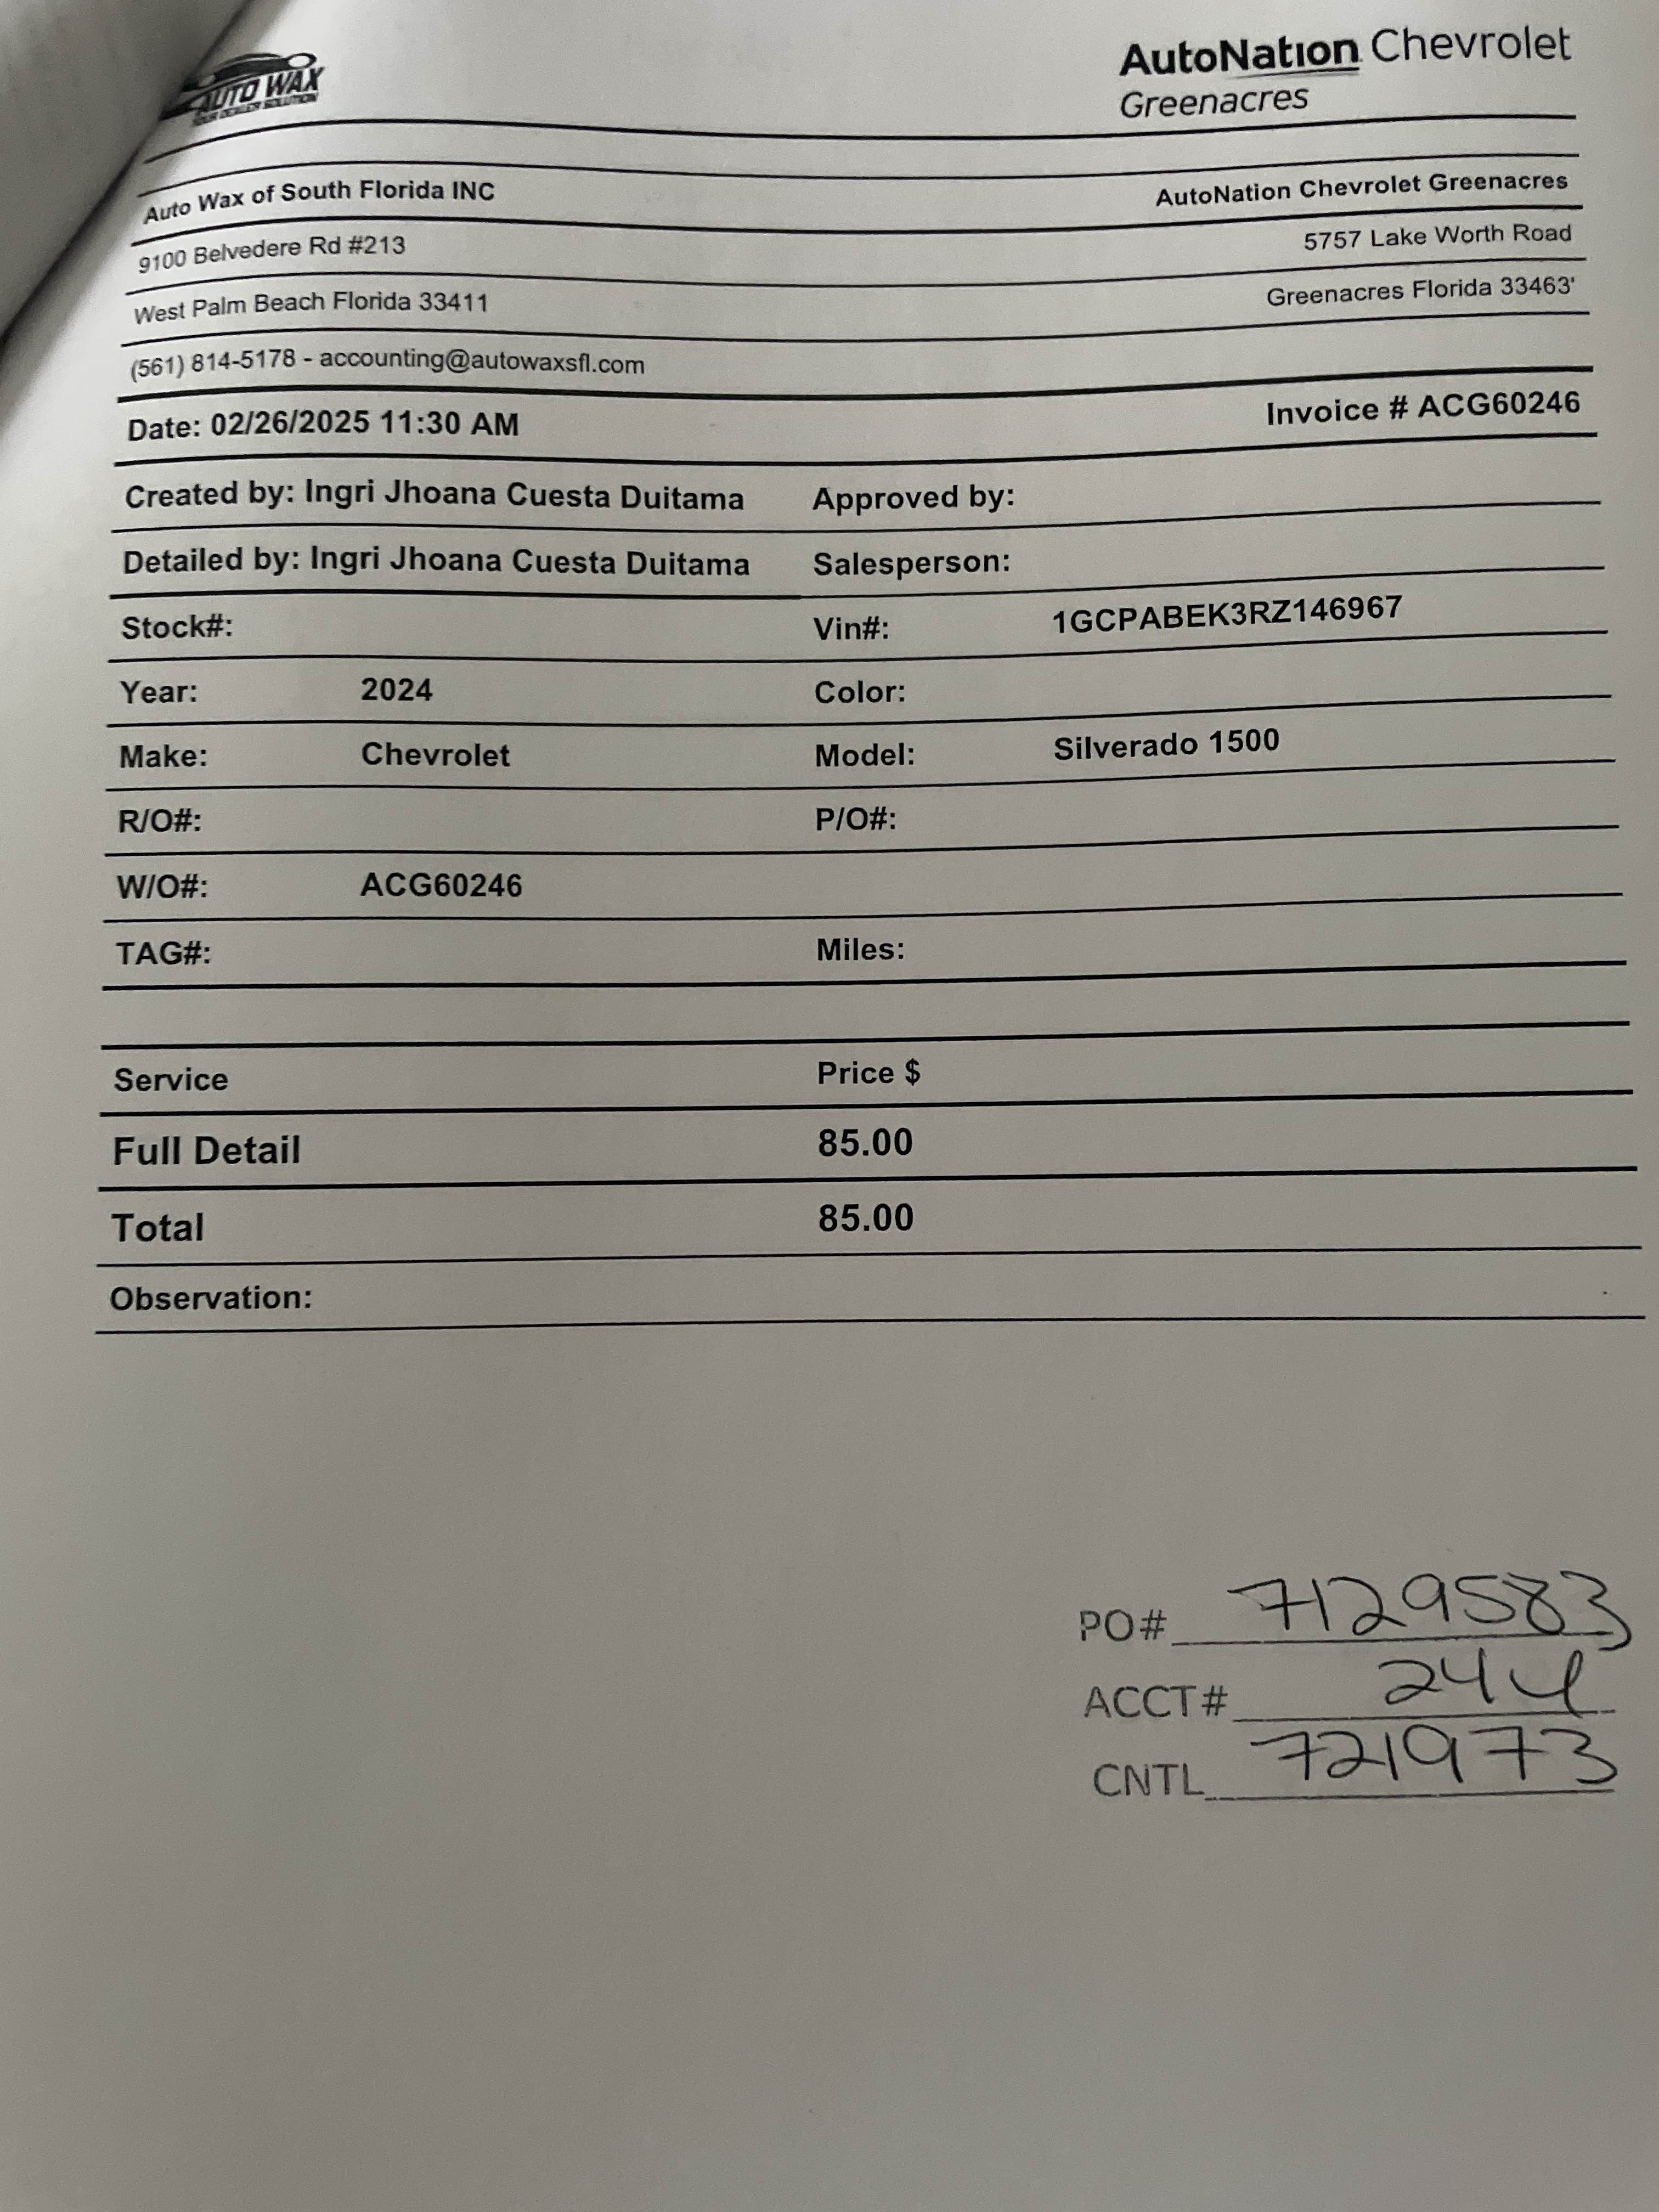 AUTO WAX
YOUR DEALER SOLUTION
AutoNation Chevrolet
Greenacres
Auto Wax of South Florida INC
AutoNation Chevrolet Greenacres
9100 Belvedere Rd #213
5757 Lake Worth Road
West Palm Beach Florida 33411
Greenacres Florida 33463'
(561) 814-5178 - accounting@autowaxsfl.com
Date: 02/26/2025 11:30 AM
Invoice # ACG60246
Created by: Ingri Jhoana Cuesta Duitama Approved by:
Detailed by: Ingri Jhoana Cuesta Duitama Salesperson:
Stock#: Vin#: 1GCPABEK3RZ146967
Year: 2024 Color:
Make: Chevrolet Model: Silverado 1500
R/O#: P/O#:
W/O#: ACG60246
TAG#: Miles:
Service Price $
Full Detail 85.00
Total 85.00
Observation:
PO# 7129583
ACCT# 244
CNTL 721973